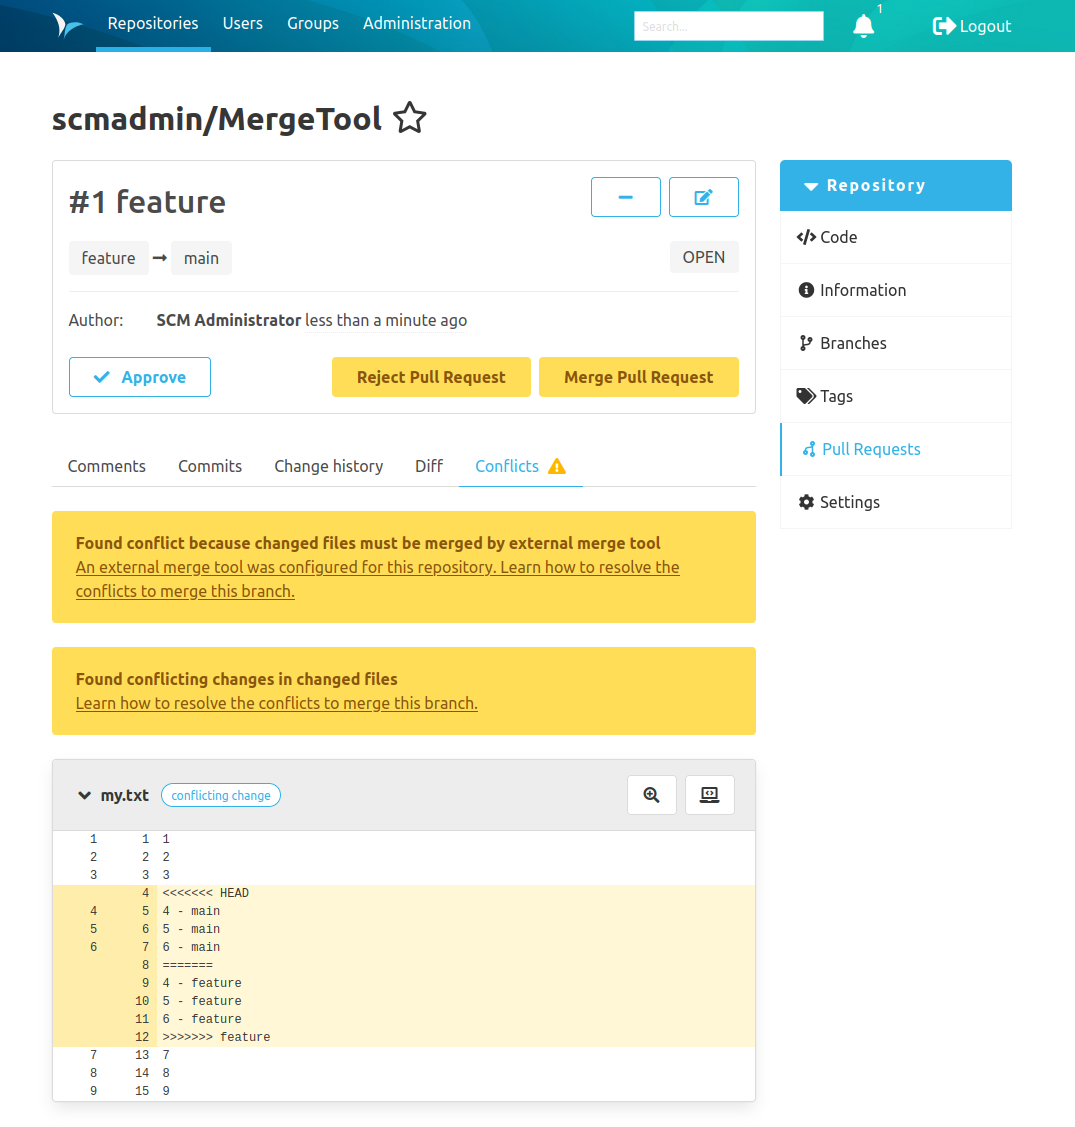 Repositories Users Groups Administration Search... 1 Logout
scmadmin/MergeTool
#1 feature
feature main OPEN
Author: SCM Administrator less than a minute ago
Approve Reject Pull Request Merge Pull Request
Comments Commits Change history Diff Conflicts
Found conflict because changed files must be merged by external merge tool
An external merge tool was configured for this repository. Learn how to resolve the
conflicts to merge this branch.
Found conflicting changes in changed files
Learn how to resolve the conflicts to merge this branch.
my.txt conflicting change
1 1 1
2 2 2
3 3 3
4 <<<<<<< HEAD
4 5 4 - main
5 6 5 - main
6 7 6 - main
8 =======
9 4 - feature
10 5 - feature
11 6 - feature
12 >>>>>>> feature
7 13 7
8 14 8
9 15 9
Repository
Code
Information
Branches
Tags
Pull Requests
Settings